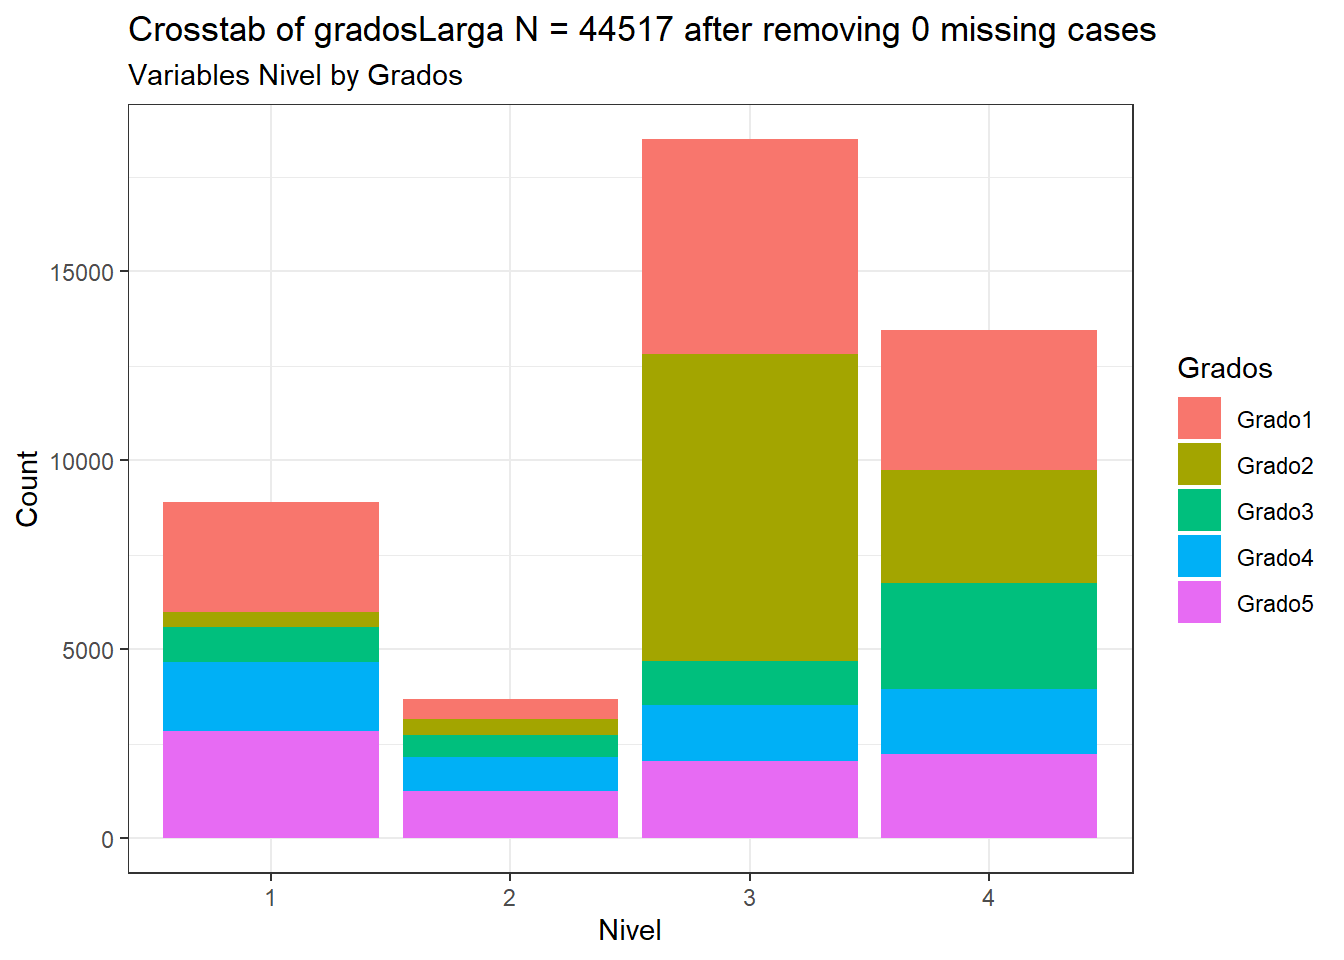 Crosstab of gradosLarga N = 44517 after removing 0 missing cases
Variables Nivel by Grados
15000
10000
5000
0
Count
1
2
3
4
Nivel
Grados
Grado1
Grado2
Grado3
Grado4
Grado5